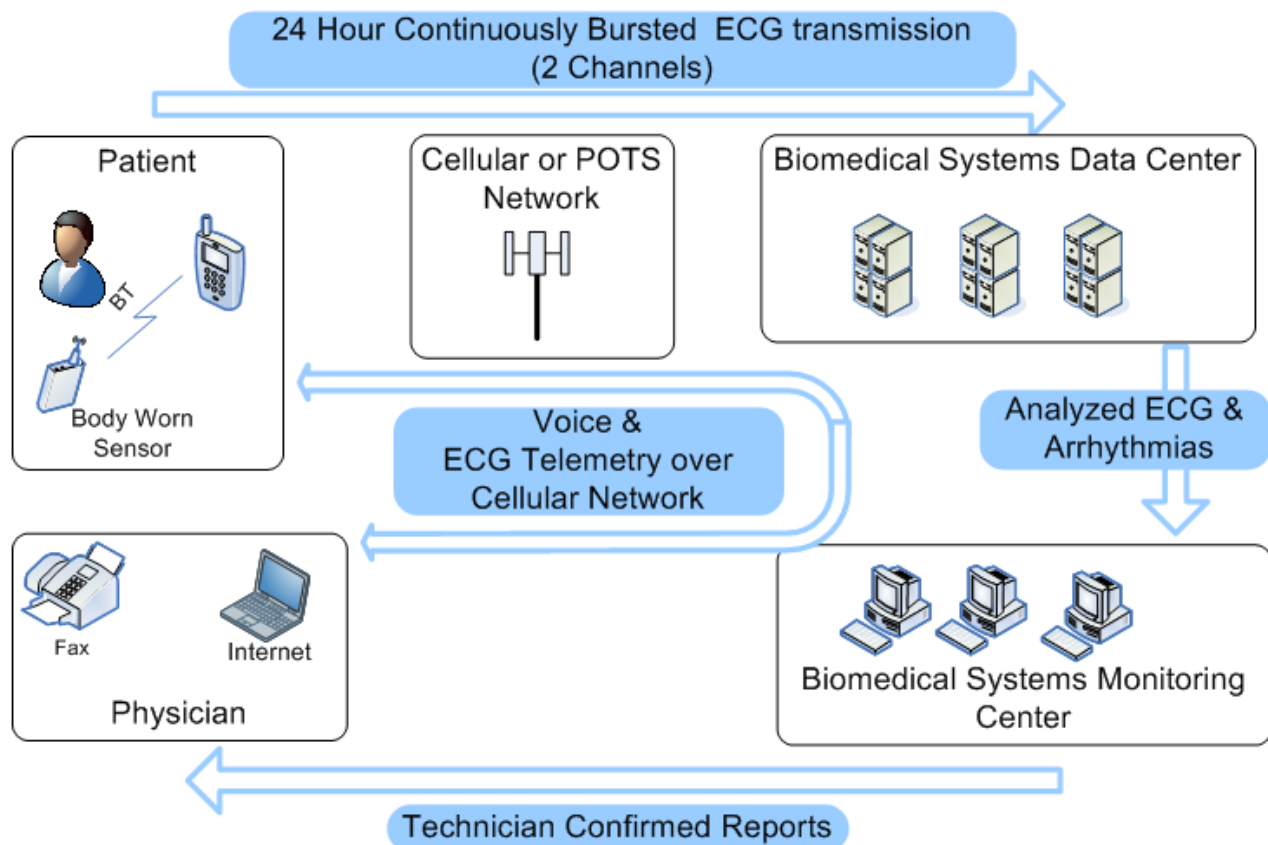 24 Hour Continuously Bursted ECG transmission
(2 Channels)
Patient
BT
Body Worn
Sensor
Cellular or POTS
Network
Biomedical Systems Data Center
Voice &
ECG Telemetry over
Cellular Network
Analyzed ECG &
Arrhythmias
Fax
Internet
Physician
Biomedical Systems Monitoring
Center
Technician Confirmed Reports